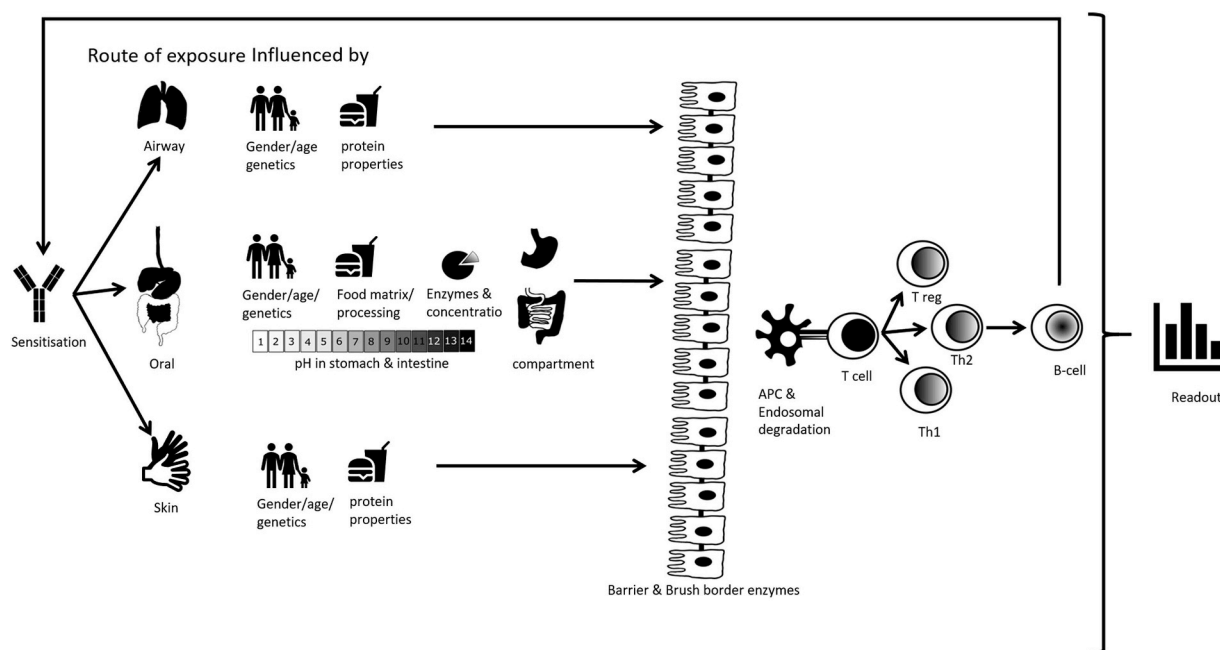 Route of exposure Influenced by
Airway
Gender/age
genetics
protein
properties
Sensitisation
Oral
Gender/age/
genetics
Food matrix/
processing
Enzymes &
concentratio
1 2 3 4 5 6 7 8 9 10 11 12 13 14
pH in stomach & intestine
compartment
Skin
Gender/age/
genetics
protein
properties
Barrier & Brush border enzymes
APC &
Endosomal
degradation
T cell
T reg
Th2
Th1
B-cell
Readout